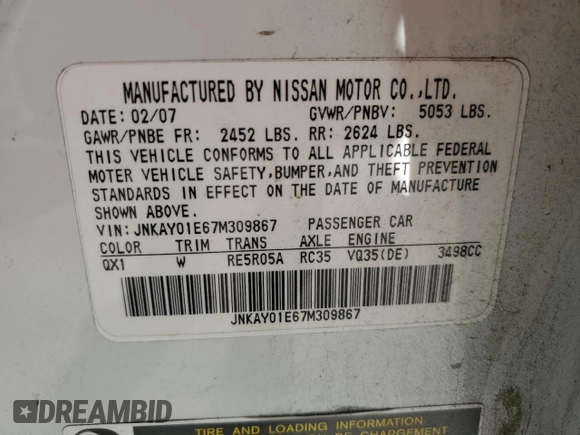 MANUFACTURED BY NISSAN MOTOR CO.,LTD.
DATE: 02/07 GVWR/PNBV: 5053 LBS.
GAWR/PNBE FR: 2452 LBS. RR: 2624 LBS.
THIS VEHICLE CONFORMS TO ALL APPLICABLE FEDERAL
MOTER VEHICLE SAFETY,BUMPER,AND THEFT PREVENTION
STANDARDS IN EFFECT ON THE DATE OF MANUFACTURE
SHOWN ABOVE.
VIN: JNKAY01E67M309867 PASSENGER CAR
COLOR TRIM TRANS AXLE ENGINE
QX1 W RE5R05A RC35 VQ35(DE) 3498CC
JNKAY01E67M309867
DREAMBID
TIRE AND LOADING INFORMATION